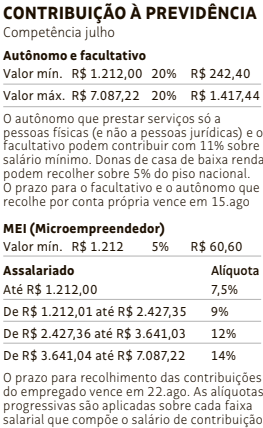 CONTRIBUIÇÃO À PREVIDÊNCIA
Competência julho
Autônomo e facultativo
Valor mín. R$ 1.212,00 20% R$ 242,40
Valor máx. R$ 7.087,22 20% R$ 1.417,44
O autônomo que prestar serviços só a
pessoas físicas (e não a pessoas jurídicas) e o
facultativo podem contribuir com 11% sobre
salário mínimo. Donas de casa de baixa renda
podem recolher sobre 5% do piso nacional.
O prazo para o facultativo e o autônomo que
recolhe por conta própria vence em 15.ago
MEI (Microempreendedor)
Valor mín. R$ 1.212 5% R$ 60,60
Assalariado Alíquota
Até R$ 1.212,00 7,5%
De R$ 1.212,01 até R$ 2.427,35 9%
De R$ 2.427,36 até R$ 3.641,03 12%
De R$ 3.641,04 até R$ 7.087,22 14%
O prazo para recolhimento das contribuições
do empregado vence em 22.ago. As alíquotas
progressivas são aplicadas sobre cada faixa
salarial que compõe o salário de contribuição